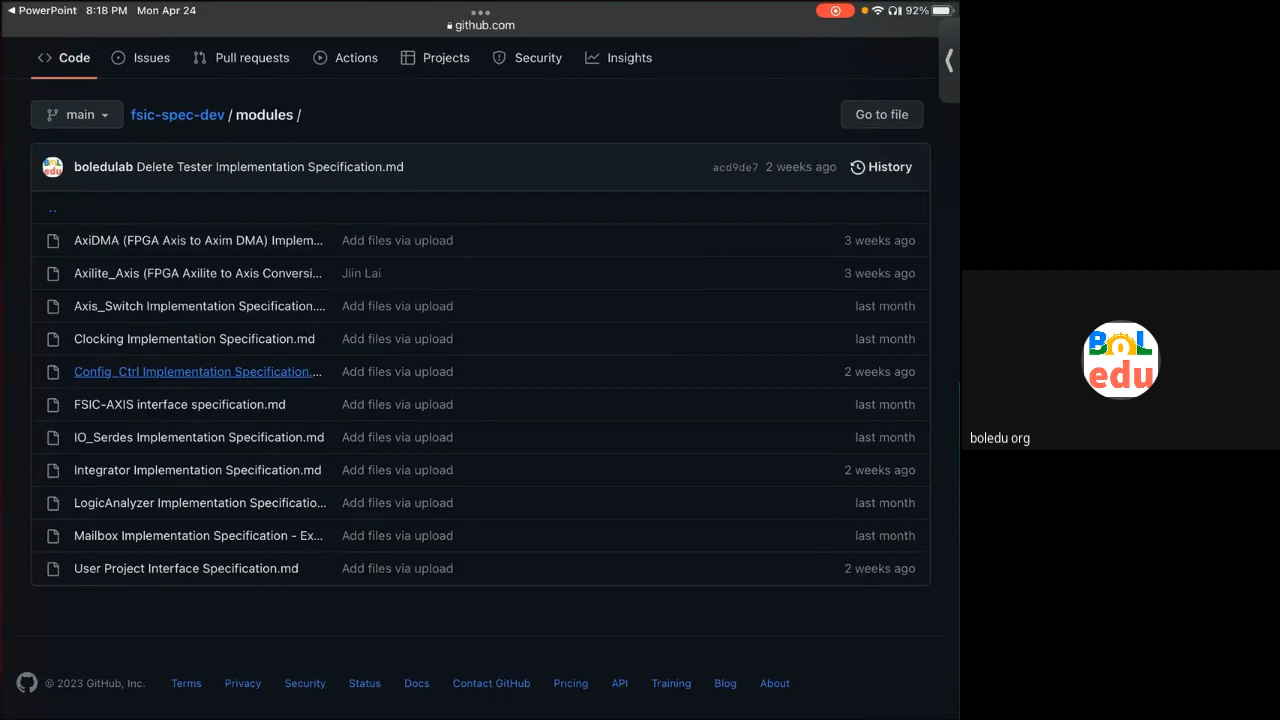 PowerPoint 8:18 PM Mon Apr 24 92%
github.com
Code Issues Pull requests Actions Projects Security Insights
main fsic-spec-dev / modules / Go to file
boledulab Delete Tester Implementation Specification.md acd9de7 2 weeks ago History
..
AxiDMA (FPGA Axis to Axim DMA) Implem... Add files via upload 3 weeks ago
Axilite_Axis (FPGA Axilite to Axis Conversi... Jiin Lai 3 weeks ago
Axis_Switch Implementation Specification.... Add files via upload last month
Clocking Implementation Specification.md Add files via upload last month
Config_Ctrl Implementation Specification.... Add files via upload 2 weeks ago
FSIC-AXIS interface specification.md Add files via upload last month
IO_Serdes Implementation Specification.md Add files via upload last month
Integrator Implementation Specification.md Add files via upload 2 weeks ago
LogicAnalyzer Implementation Specificatio... Add files via upload last month
Mailbox Implementation Specification - Ex... Add files via upload last month
User Project Interface Specification.md Add files via upload 2 weeks ago
© 2023 GitHub, Inc. Terms Privacy Security Status Docs Contact GitHub Pricing API Training Blog About
BOL
edu
boledu org